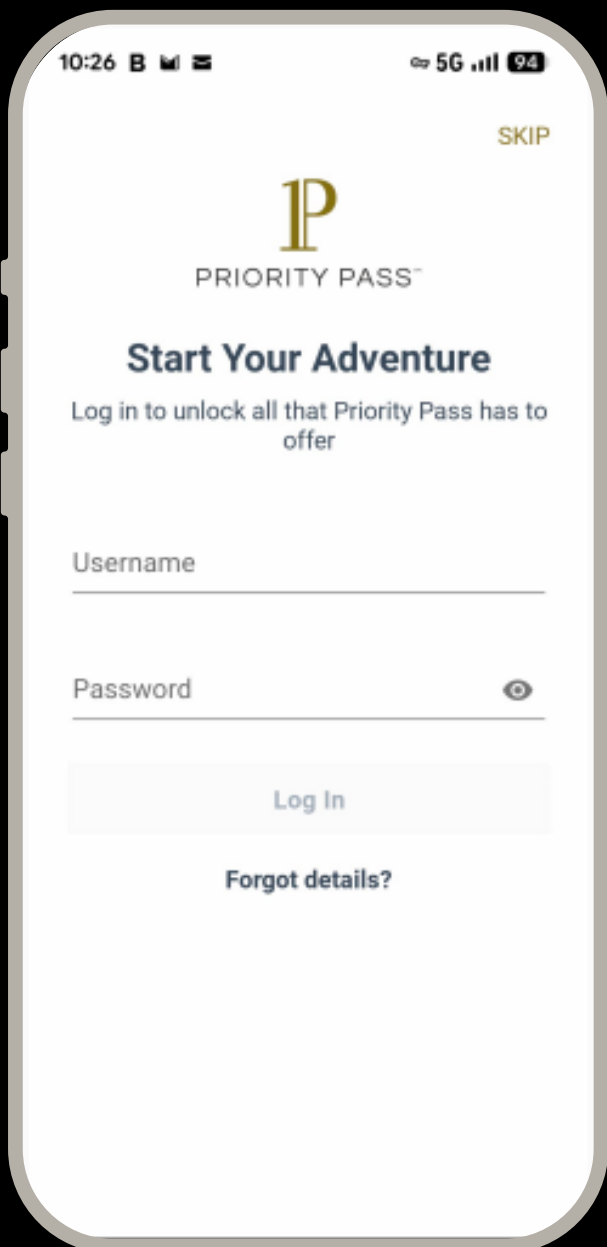 10:26 B 5G 94
SKIP
PRIORITY PASS™
Start Your Adventure
Log in to unlock all that Priority Pass has to
offer
Username
Password
Log In
Forgot details?